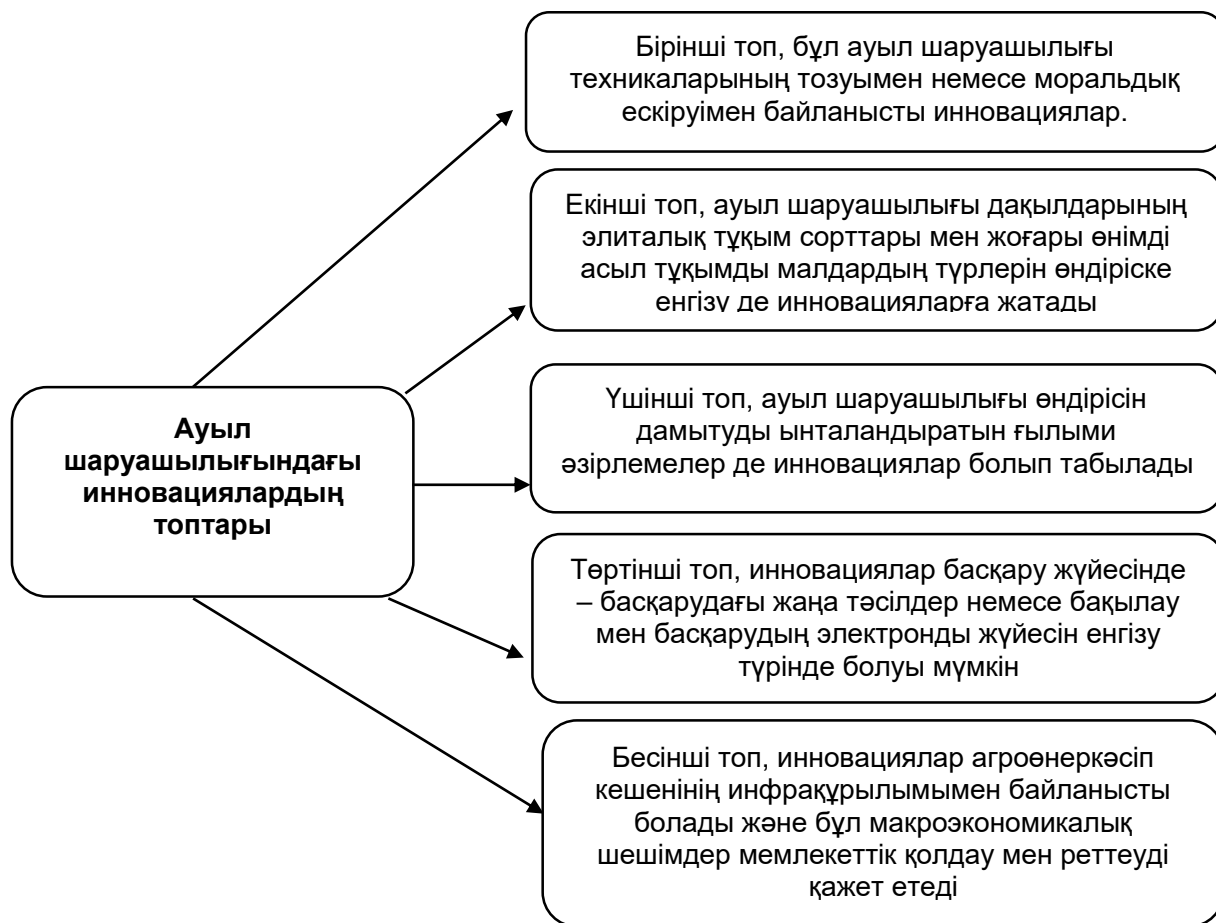 Бірінші топ, бұл ауыл шаруашылығы
техникаларының тозуымен немесе моральдық
ескіруімен байланысты инновациялар.
Екінші топ, ауыл шаруашылығы дақылдарының
элиталық тұқым сорттары мен жоғары өнімді
асыл тұқымды малдардың түрлерін өндіріске
енгізу де инновацияларға жатады
Ауыл
шаруашылығындағы
инновациялардың
топтары
Үшінші топ, ауыл шаруашылығы өндірісін
дамытуды ынталандыратын ғылыми
әзірлемелер де инновациялар болып табылады
Төртінші топ, инновациялар басқару жүйесінде
– басқарудағы жаңа тәсілдер немесе бақылау
мен басқарудың электронды жүйесін енгізу
түрінде болуы мүмкін
Бесінші топ, инновациялар агроөнеркәсіп
кешенінің инфрақұрылымымен байланысты
болады және бұл макроэкономикалық
шешімдер мемлекеттік қолдау мен реттеуді
қажет етеді